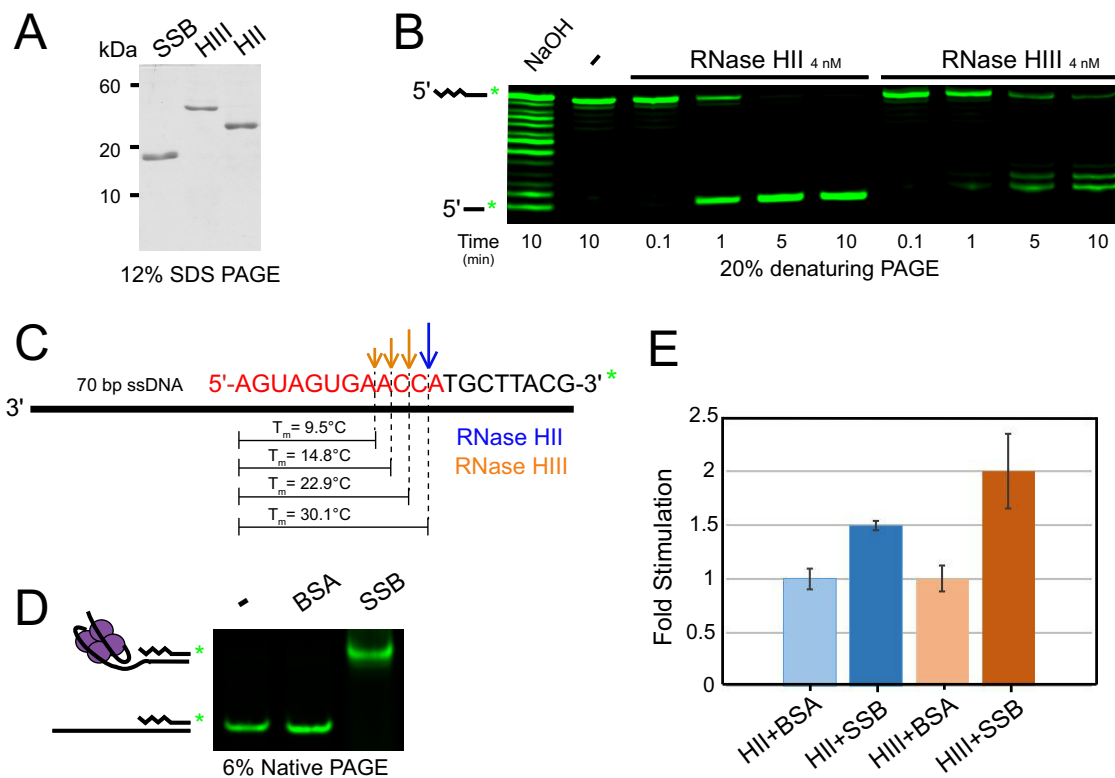 A
kDa
SSB
HIII
HII
60
20
10
12% SDS PAGE
B
NaOH
-
RNase HII 4 nM
RNase HIII 4 nM
5' *
5' *
Time (min)
10 10 0.1 1 5 10 0.1 1 5 10
20% denaturing PAGE
C
70 bp ssDNA
5'-AGUAGUGAACCATGCTTACG-3' *
3'
Tm= 9.5°C
Tm= 14.8°C
Tm= 22.9°C
Tm= 30.1°C
RNase HII
RNase HIII
D
-
BSA
SSB
*
*
6% Native PAGE
E
Fold Stimulation
2.5
2
1.5
1
0.5
0
HII+BSA
HII+SSB
HIII+BSA
HIII+SSB